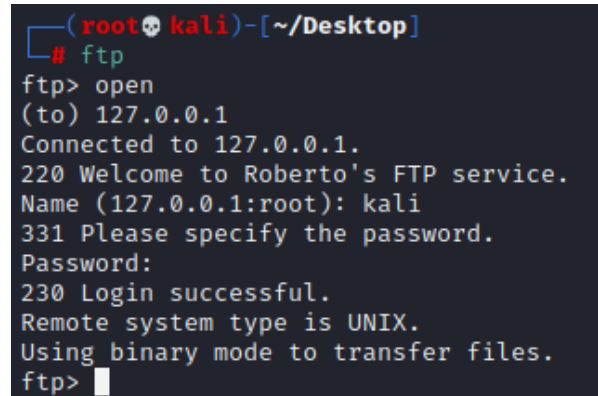 ┌──(root💀kali)-[~/Desktop]
└─# ftp
ftp> open
(to) 127.0.0.1
Connected to 127.0.0.1.
220 Welcome to Roberto's FTP service.
Name (127.0.0.1:root): kali
331 Please specify the password.
Password:
230 Login successful.
Remote system type is UNIX.
Using binary mode to transfer files.
ftp>